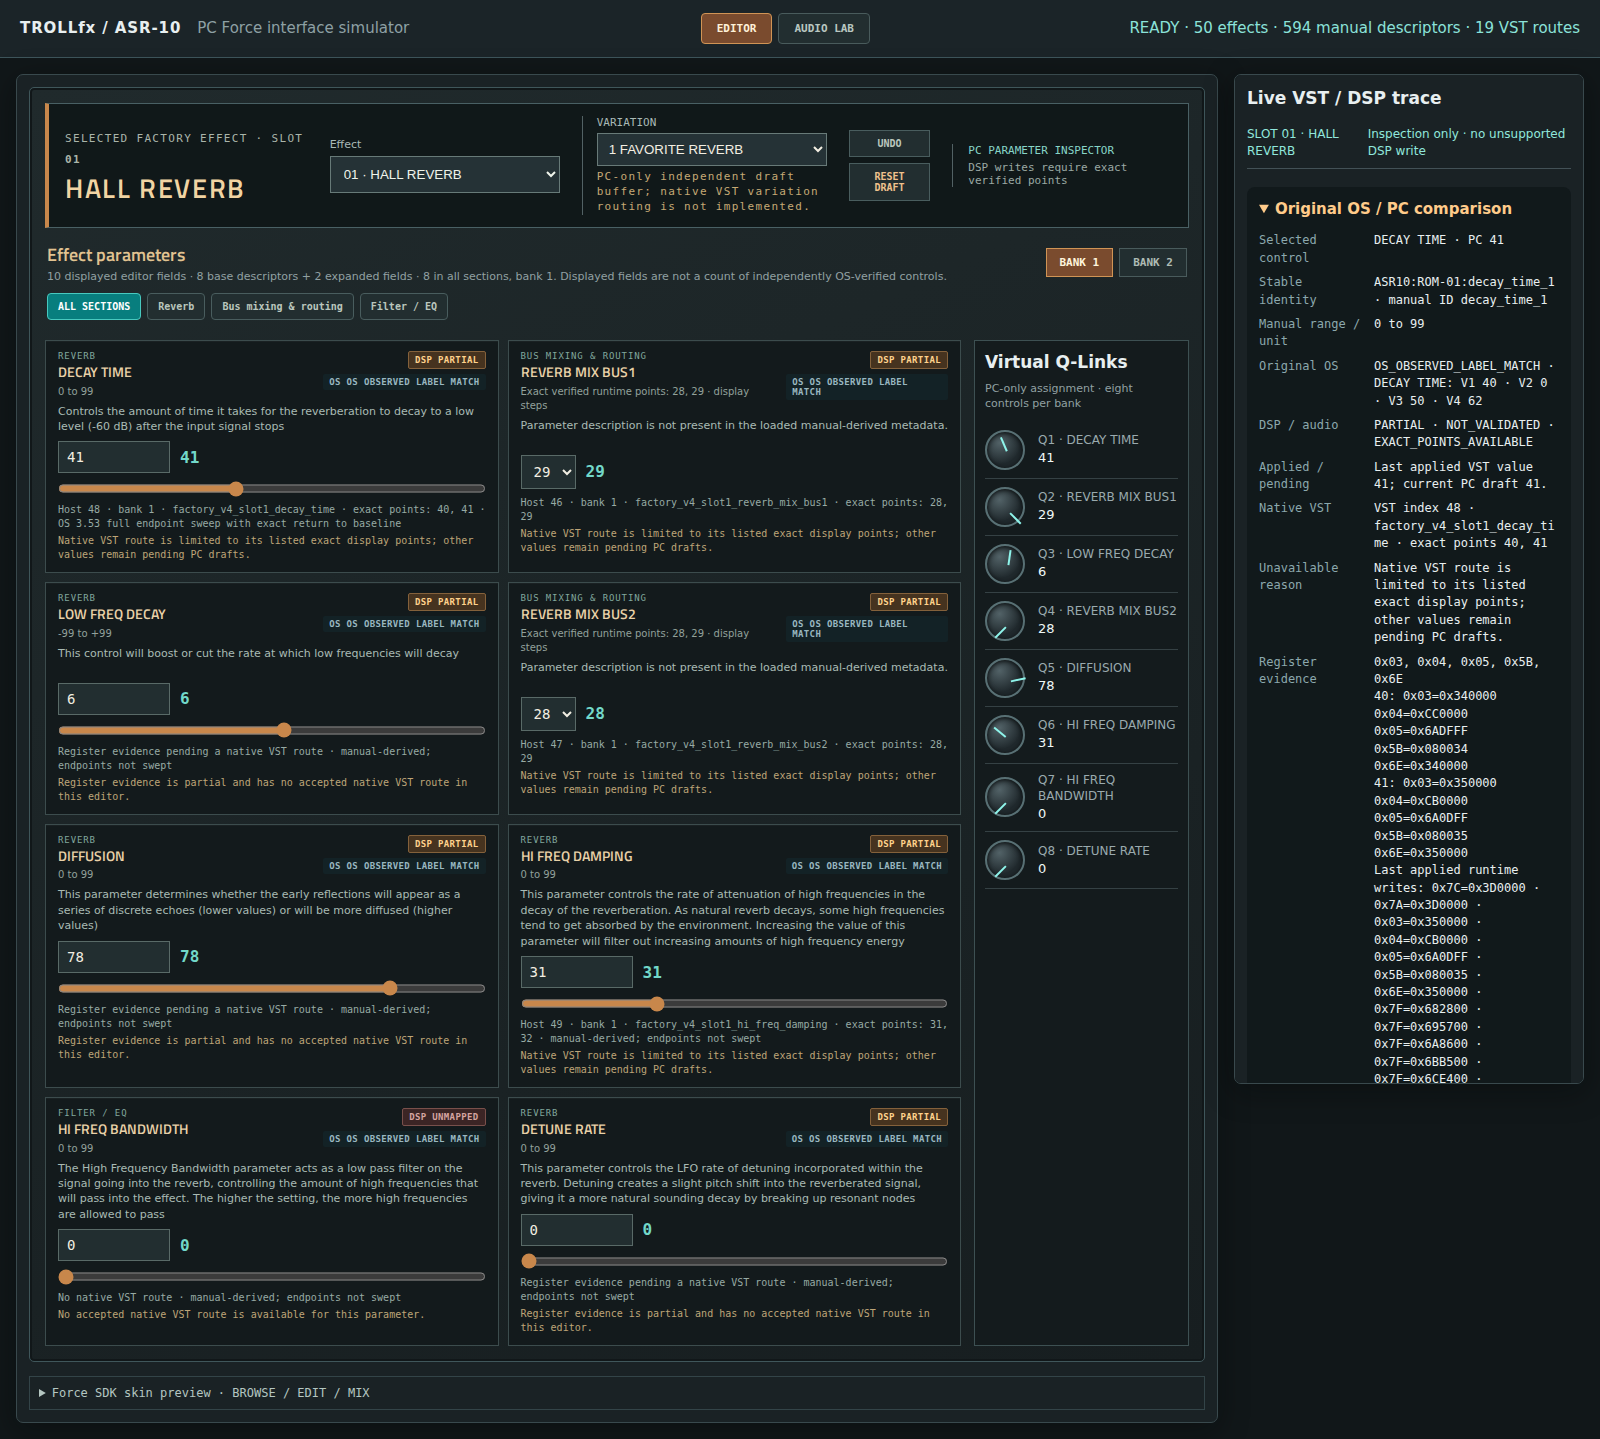 TROLLfx / ASR-10 PC Force interface simulator
EDITOR
AUDIO LAB
READY · 50 effects · 594 manual descriptors · 19 VST routes
SELECTED FACTORY EFFECT · SLOT
01
HALL REVERB
Effect
01 · HALL REVERB
VARIATION
1 FAVORITE REVERB
PC-only independent draft
buffer; native VST variation
routing is not implemented.
UNDO
RESET
DRAFT
PC PARAMETER INSPECTOR
DSP writes require exact
verified points
Effect parameters
10 displayed editor fields · 8 base descriptors + 2 expanded fields · 8 in all sections, bank 1. Displayed fields are not a count of independently OS-verified controls.
BANK 1
BANK 2
ALL SECTIONS
Reverb
Bus mixing & routing
Filter / EQ
REVERB
DECAY TIME
0 to 99
DSP PARTIAL
OS OS OBSERVED LABEL MATCH
Controls the amount of time it takes for the reverberation to decay to a low
level (-60 dB) after the input signal stops
41
41
Host 48 · bank 1 · factory_v4_slot1_decay_time · exact points: 40, 41 ·
OS 3.53 full endpoint sweep with exact return to baseline
Native VST route is limited to its listed exact display points; other
values remain pending PC drafts.
BUS MIXING & ROUTING
REVERB MIX BUS1
Exact verified runtime points: 28, 29 · display
steps
DSP PARTIAL
OS OS OBSERVED LABEL
MATCH
Parameter description is not present in the loaded manual-derived metadata.
29
29
Host 46 · bank 1 · factory_v4_slot1_reverb_mix_bus1 · exact points: 28,
29
Native VST route is limited to its listed exact display points; other
values remain pending PC drafts.
REVERB
LOW FREQ DECAY
-99 to +99
DSP PARTIAL
OS OS OBSERVED LABEL MATCH
This control will boost or cut the rate at which low frequencies will decay
6
6
Register evidence pending a native VST route · manual-derived;
endpoints not swept
Register evidence is partial and has no accepted native VST route in
this editor.
BUS MIXING & ROUTING
REVERB MIX BUS2
Exact verified runtime points: 28, 29 · display
steps
DSP PARTIAL
OS OS OBSERVED LABEL
MATCH
Parameter description is not present in the loaded manual-derived metadata.
28
28
Host 47 · bank 1 · factory_v4_slot1_reverb_mix_bus2 · exact points: 28,
29
Native VST route is limited to its listed exact display points; other
values remain pending PC drafts.
REVERB
DIFFUSION
0 to 99
DSP PARTIAL
OS OS OBSERVED LABEL MATCH
This parameter determines whether the early reflections will appear as a
series of discrete echoes (lower values) or will be more diffused (higher
values)
78
78
Register evidence pending a native VST route · manual-derived;
endpoints not swept
Register evidence is partial and has no accepted native VST route in
this editor.
REVERB
HI FREQ DAMPING
0 to 99
DSP PARTIAL
OS OS OBSERVED LABEL MATCH
This parameter controls the rate of attenuation of high frequencies in the
decay of the reverberation. As natural reverb decays, some high frequencies
tend to get absorbed by the environment. Increasing the value of this
parameter will filter out increasing amounts of high frequency energy
31
31
Host 49 · bank 1 · factory_v4_slot1_hi_freq_damping · exact points: 31,
32 · manual-derived; endpoints not swept
Native VST route is limited to its listed exact display points; other
values remain pending PC drafts.
FILTER / EQ
HI FREQ BANDWIDTH
0 to 99
DSP UNMAPPED
OS OS OBSERVED LABEL MATCH
The High Frequency Bandwidth parameter acts as a low pass filter on the
signal going into the reverb, controlling the amount of high frequencies that
will pass into the effect. The higher the setting, the more high frequencies
are allowed to pass
0
0
No native VST route · manual-derived; endpoints not swept
No accepted native VST route is available for this parameter.
REVERB
DETUNE RATE
0 to 99
DSP PARTIAL
OS OS OBSERVED LABEL MATCH
This parameter controls the LFO rate of detuning incorporated within the
reverb. Detuning creates a slight pitch shift into the reverberated signal,
giving it a more natural sounding decay by breaking up resonant nodes
0
0
Register evidence pending a native VST route · manual-derived;
endpoints not swept
Register evidence is partial and has no accepted native VST route in
this editor.
Virtual Q-Links
PC-only assignment · eight
controls per bank
Q1 · DECAY TIME
41
Q2 · REVERB MIX BUS1
29
Q3 · LOW FREQ DECAY
6
Q4 · REVERB MIX BUS2
28
Q5 · DIFFUSION
78
Q6 · HI FREQ DAMPING
31
Q7 · HI FREQ
BANDWIDTH
0
Q8 · DETUNE RATE
0
Force SDK skin preview · BROWSE / EDIT / MIX
Live VST / DSP trace
SLOT 01 · HALL
REVERB
Inspection only · no unsupported
DSP write
Original OS / PC comparison
Selected
control
DECAY TIME · PC 41
Stable
identity
ASR10:ROM-01:decay_time_1
· manual ID decay_time_1
Manual range /
unit
0 to 99
Original OS
OS_OBSERVED_LABEL_MATCH ·
DECAY TIME: V1 40 · V2 0
· V3 50 · V4 62
DSP / audio
PARTIAL · NOT_VALIDATED ·
EXACT_POINTS_AVAILABLE
Applied /
pending
Last applied VST value
41; current PC draft 41.
Native VST
VST index 48 ·
factory_v4_slot1_decay_ti
me · exact points 40, 41
Unavailable
reason
Native VST route is
limited to its listed
exact display points;
other values remain
pending PC drafts.
Register
evidence
0x03, 0x04, 0x05, 0x5B,
0x6E
40: 0x03=0x340000
0x04=0xCC0000
0x05=0x6ADFFF
0x5B=0x080034
0x6E=0x340000
41: 0x03=0x350000
0x04=0xCB0000
0x05=0x6A0DFF
0x5B=0x080035
0x6E=0x350000
Last applied runtime
writes: 0x7C=0x3D0000 ·
0x7A=0x3D0000 ·
0x03=0x350000 ·
0x04=0xCB0000 ·
0x05=0x6A0DFF ·
0x5B=0x080035 ·
0x6E=0x350000 ·
0x7F=0x682800 ·
0x7F=0x695700 ·
0x7F=0x6A8600 ·
0x7F=0x6BB500 ·
0x7F=0x6CE400 ·